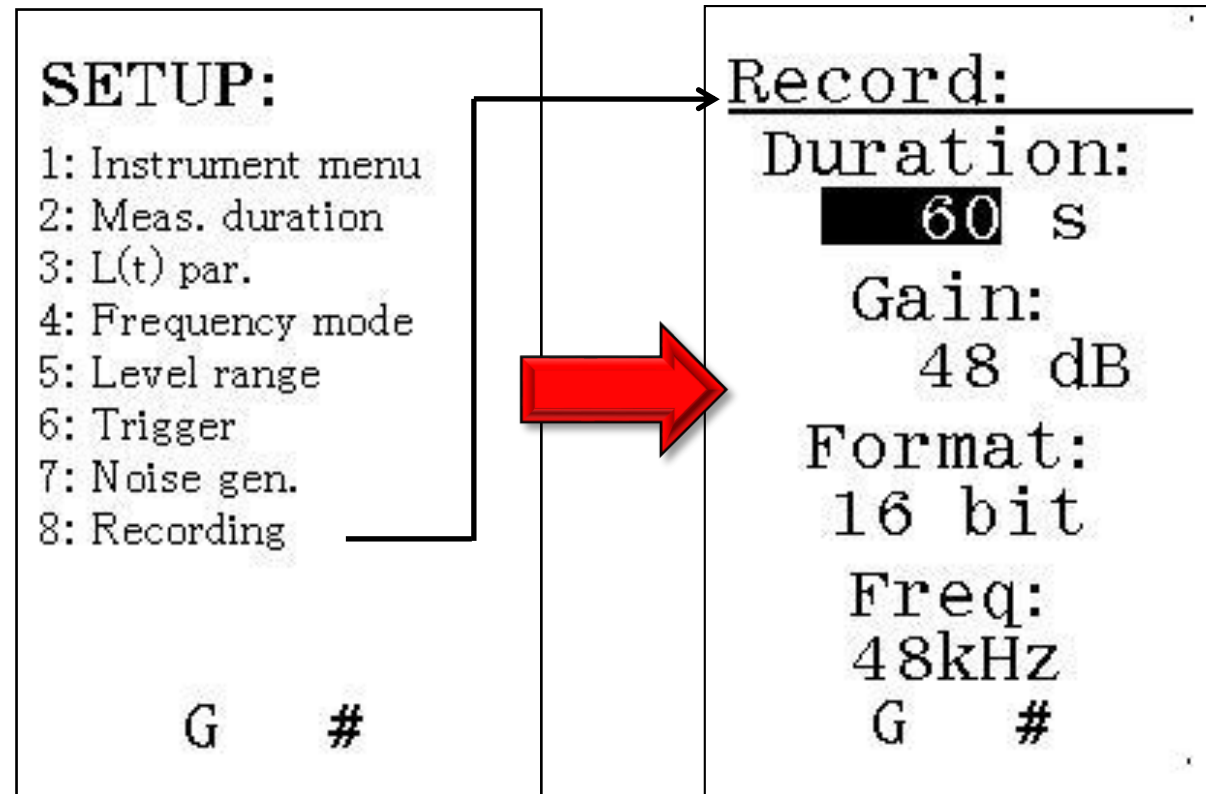 SETUP:
1: Instrument menu
2: Meas. duration
3: L(t) par.
4: Frequency mode
5: Level range
6: Trigger
7: Noise gen.
8: Recording
G #
Record:
Duration:
60 s
Gain:
48 dB
Format:
16 bit
Freq:
48kHz
G #